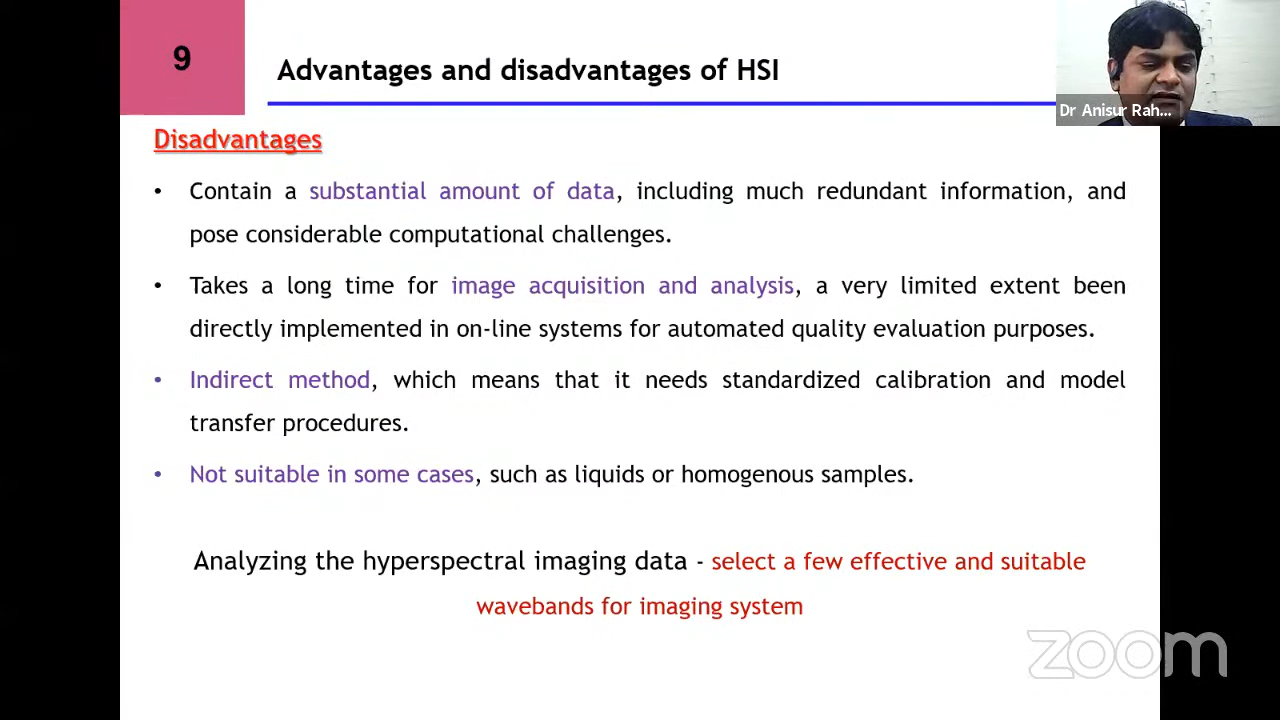 9
Advantages and disadvantages of HSI
Dr Anisur Rah...
Disadvantages
• Contain a substantial amount of data, including much redundant information, and
pose considerable computational challenges.
• Takes a long time for image acquisition and analysis, a very limited extent been
directly implemented in on-line systems for automated quality evaluation purposes.
• Indirect method, which means that it needs standardized calibration and model
transfer procedures.
• Not suitable in some cases, such as liquids or homogenous samples.
Analyzing the hyperspectral imaging data - select a few effective and suitable
wavebands for imaging system
zoom